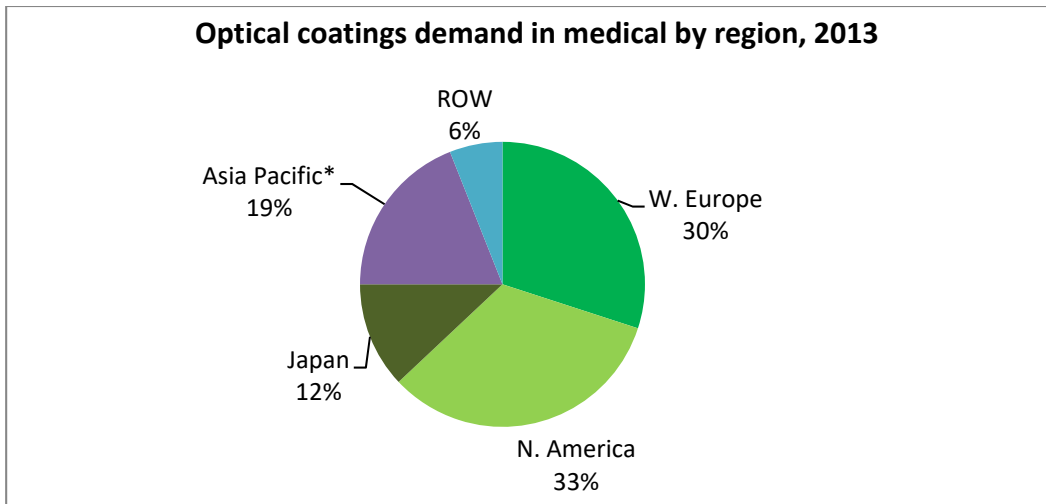 Optical coatings demand in medical by region, 2013
ROW
6%
Asia Pacific*
19%
W. Europe
30%
Japan
12%
N. America
33%